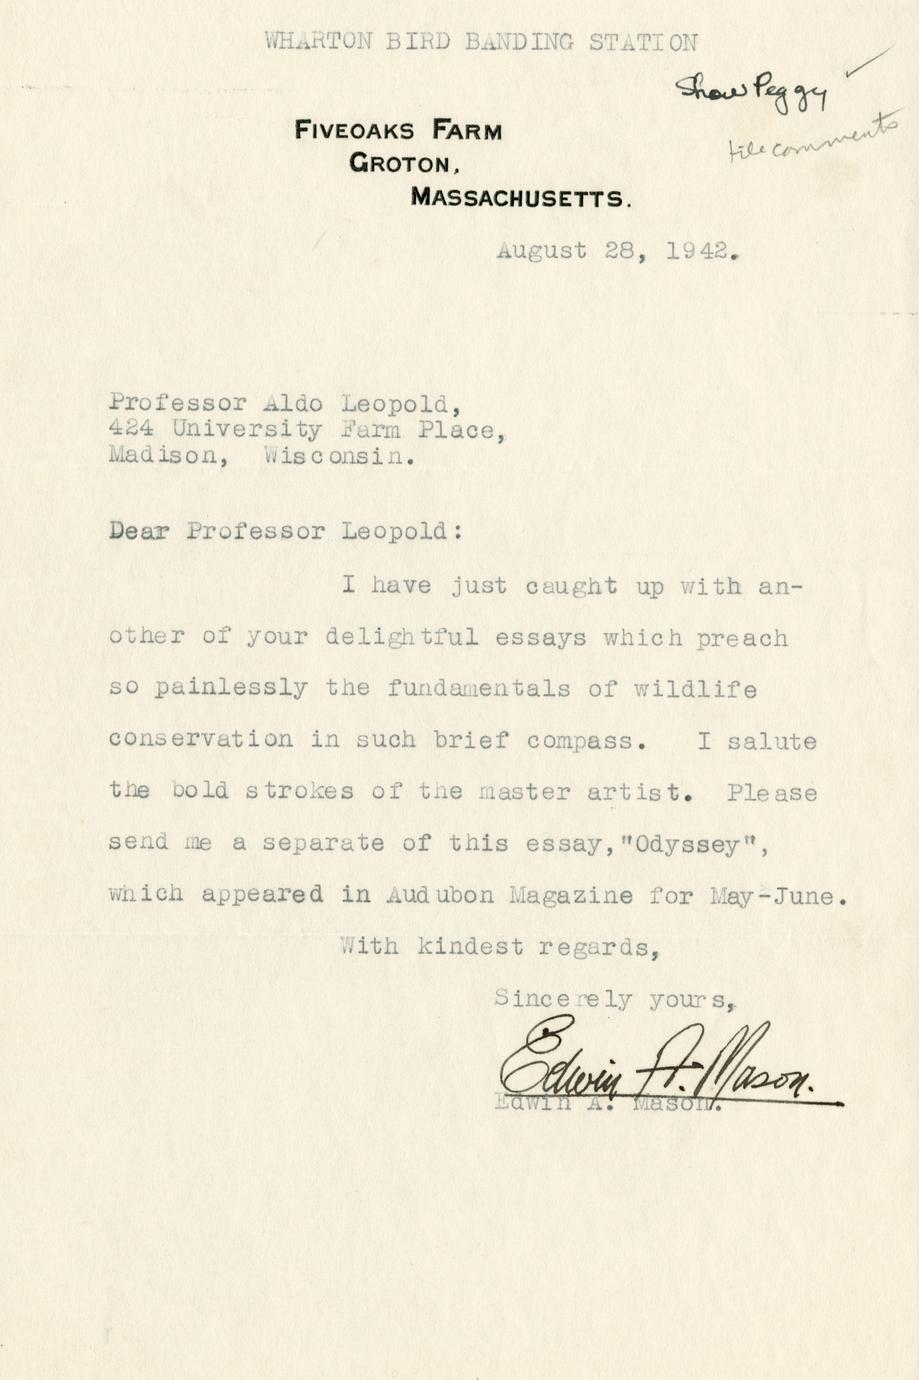 WHARTON BIRD BANDING STATION
Show Peggy
file comments
FIVEOAKS FARM
GROTON,
MASSACHUSETTS.
August 28, 1942.
Professor Aldo Leopold,
424 University Farm Place,
Madison, Wisconsin.
Dear Professor Leopold:
I have just caught up with an-
other of your delightful essays which preach
so painlessly the fundamentals of wildlife
conservation in such brief compass. I salute
the bold strokes of the master artist. Please
send me a separate of this essay,"Odyssey",
which appeared in Audubon Magazine for May-June.
With kindest regards,
Sincerely yours,
Edwin A. Mason.
Edwin A. Mason.